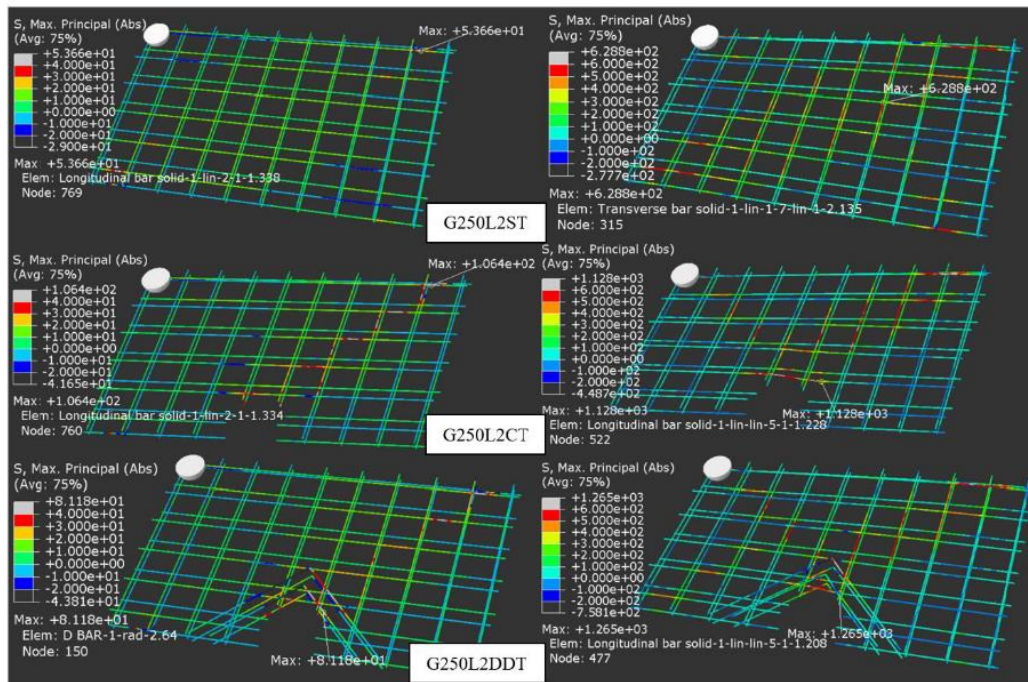 S, Max. Principal (Abs)
(Avg: 75%)
+5.366e+01
+4.000e+01
+3.000e+01
+2.000e+01
+1.000e+01
+0.000e+00
-1.000e+01
-2.000e+01
-2.900e+01
Max: +5.366e+01
Elem: Longitudinal bar solid-1-lin-2-1-1.338
Node: 769
Max: +5.366e+01
S, Max. Principal (Abs)
(Avg: 75%)
+6.288e+02
+6.000e+02
+5.000e+02
+4.000e+02
+3.000e+02
+2.000e+02
+1.000e+02
+0.000e+00
-1.000e+02
-2.000e+02
-2.777e+02
Max: +6.288e+02
Elem: Transverse bar solid-1-lin-1-7-lin-1-2.135
Node: 315
Max: +6.288e+02
G250L2ST
S, Max. Principal (Abs)
(Avg: 75%)
+1.064e+02
+4.000e+01
+3.000e+01
+2.000e+01
+1.000e+01
+0.000e+00
-1.000e+01
-2.000e+01
-4.165e+01
Max: +1.064e+02
Elem: Longitudinal bar solid-1-lin-2-1-1.334
Node: 760
Max: +1.064e+02
S, Max. Principal (Abs)
(Avg: 75%)
+1.128e+03
+6.000e+02
+5.000e+02
+4.000e+02
+3.000e+02
+2.000e+02
+1.000e+02
+0.000e+00
-1.000e+02
-2.000e+02
-4.487e+02
Max: +1.128e+03
Elem: Longitudinal bar solid-1-lin-lin-5-1-1.228
Node: 522
Max: +1.128e+03
G250L2CT
S, Max. Principal (Abs)
(Avg: 75%)
+8.118e+01
+4.000e+01
+3.000e+01
+2.000e+01
+1.000e+01
+0.000e+00
-1.000e+01
-2.000e+01
-4.381e+01
Max: +8.118e+01
Elem: D BAR-1-rad-2.64
Node: 150
Max: +8.118e+01
S, Max. Principal (Abs)
(Avg: 75%)
+1.265e+03
+6.000e+02
+5.000e+02
+4.000e+02
+3.000e+02
+2.000e+02
+1.000e+02
+0.000e+00
-1.000e+02
-2.000e+02
-7.581e+02
Max: +1.265e+03
Elem: Longitudinal bar solid-1-lin-lin-5-1-1.208
Node: 477
Max: +1.265e+03
G250L2DDT